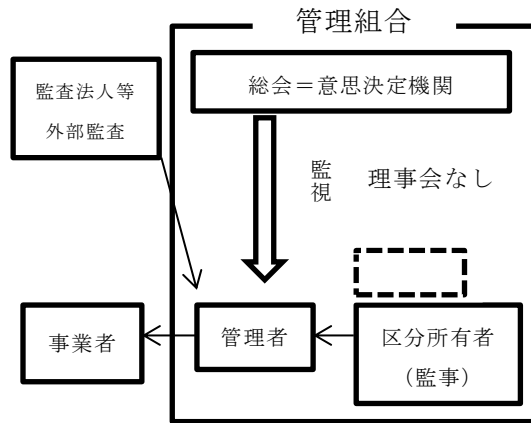 管理組合
監査法人等
外部監査
総会＝意思決定機関
監視
理事会なし
事業者
管理者
区分所有者
（監事）